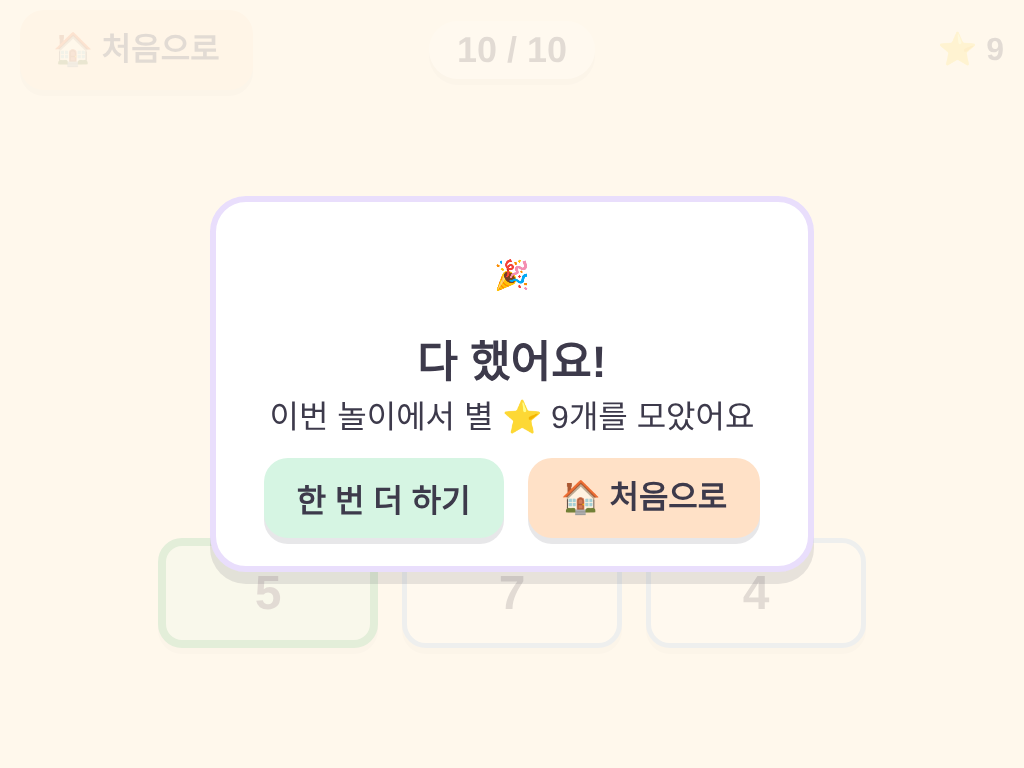 🏠 처음으로
10 / 10
⭐ 9
🎉
다 했어요!
이번 놀이에서 별 ⭐ 9개를 모았어요
한 번 더 하기
🏠 처음으로
5
7
4